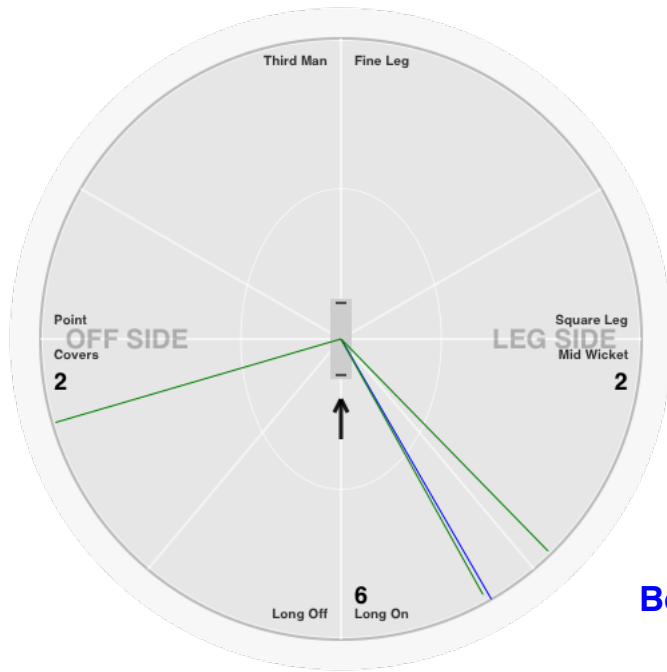 Third Man
Fine Leg
Point
Square Leg
OFF SIDE
LEG SIDE
Covers
Mid Wicket
2
2
6
Long Off
Long On